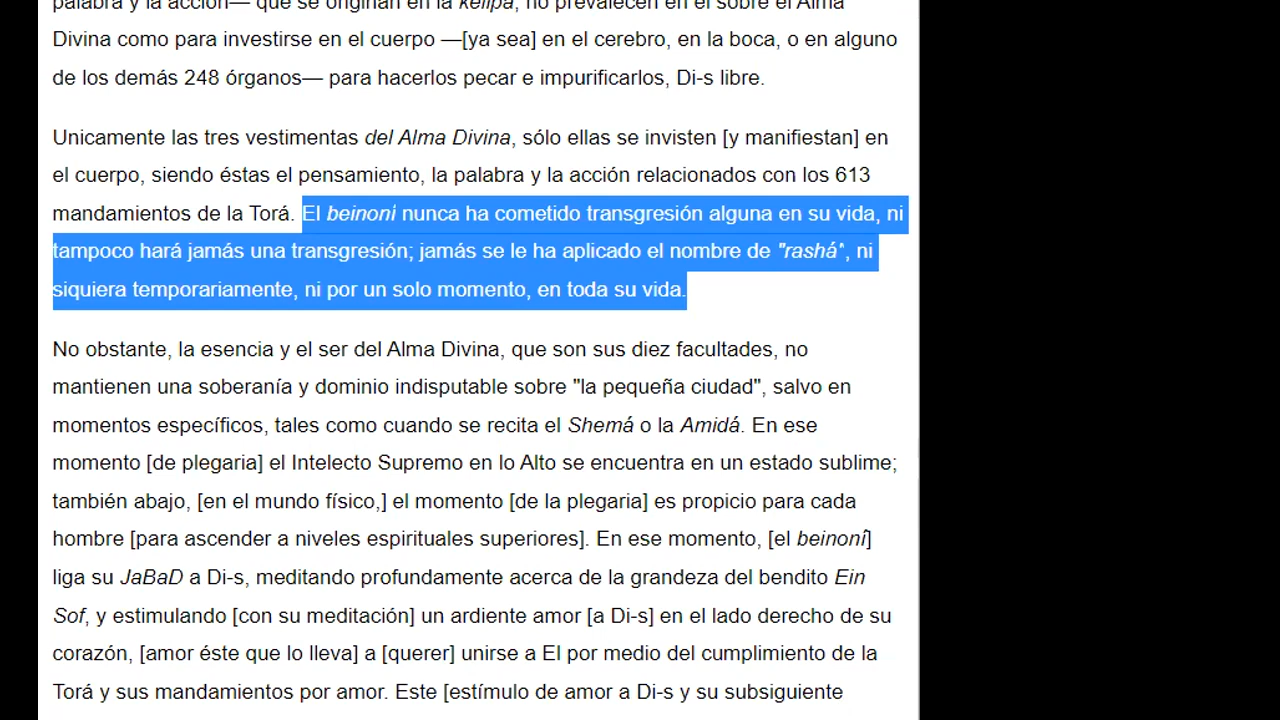 palabra y la acción— que se originan en la kelipá, no prevalecen en él sobre el Alma
Divina como para investirse en el cuerpo —[ya sea] en el cerebro, en la boca, o en alguno
de los demás 248 órganos— para hacerlos pecar e impurificarlos, Di-s libre.
Unicamente las tres vestimentas del Alma Divina, sólo ellas se invisten [y manifiestan] en
el cuerpo, siendo éstas el pensamiento, la palabra y la acción relacionados con los 613
mandamientos de la Torá. El beinoní nunca ha cometido transgresión alguna en su vida, ni
tampoco hará jamás una transgresión; jamás se le ha aplicado el nombre de "rashá", ni
siquiera temporariamente, ni por un solo momento, en toda su vida.
No obstante, la esencia y el ser del Alma Divina, que son sus diez facultades, no
mantienen una soberanía y dominio indisputable sobre "la pequeña ciudad", salvo en
momentos específicos, tales como cuando se recita el Shemá o la Amidá. En ese
momento [de plegaria] el Intelecto Supremo en lo Alto se encuentra en un estado sublime;
también abajo, [en el mundo físico,] el momento [de la plegaria] es propicio para cada
hombre [para ascender a niveles espirituales superiores]. En ese momento, [el beinoní]
liga su JaBaD a Di-s, meditando profundamente acerca de la grandeza del bendito Ein
Sof, y estimulando [con su meditación] un ardiente amor [a Di-s] en el lado derecho de su
corazón, [amor éste que lo lleva] a [querer] unirse a El por medio del cumplimiento de la
Torá y sus mandamientos por amor. Este [estímulo de amor a Di-s y su subsiguiente